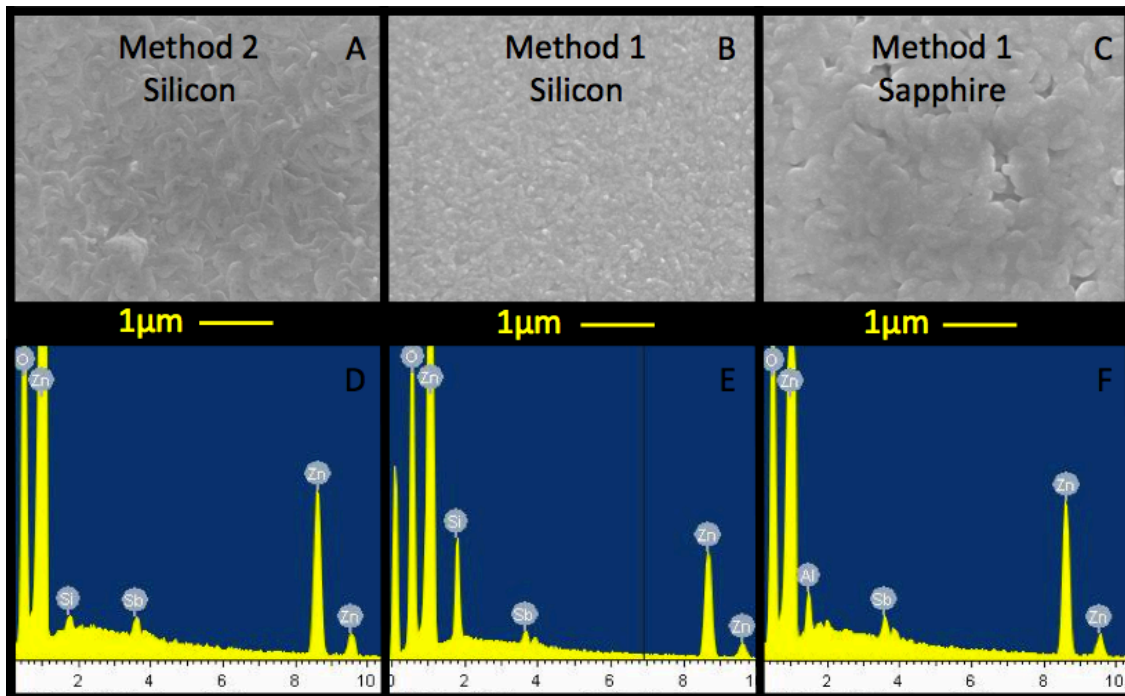 Method 2
Silicon
A
Method 1
Silicon
B
Method 1
Sapphire
C
1μm
1μm
1μm
O
Zn
D
Si
Sb
Zn
Zn
2 4 6 8 10
O
Zn
E
Si
Sb
Zn
Zn
0 2 4 6 8 1
O
Zn
F
Al
Sb
Zn
Zn
2 4 6 8 10